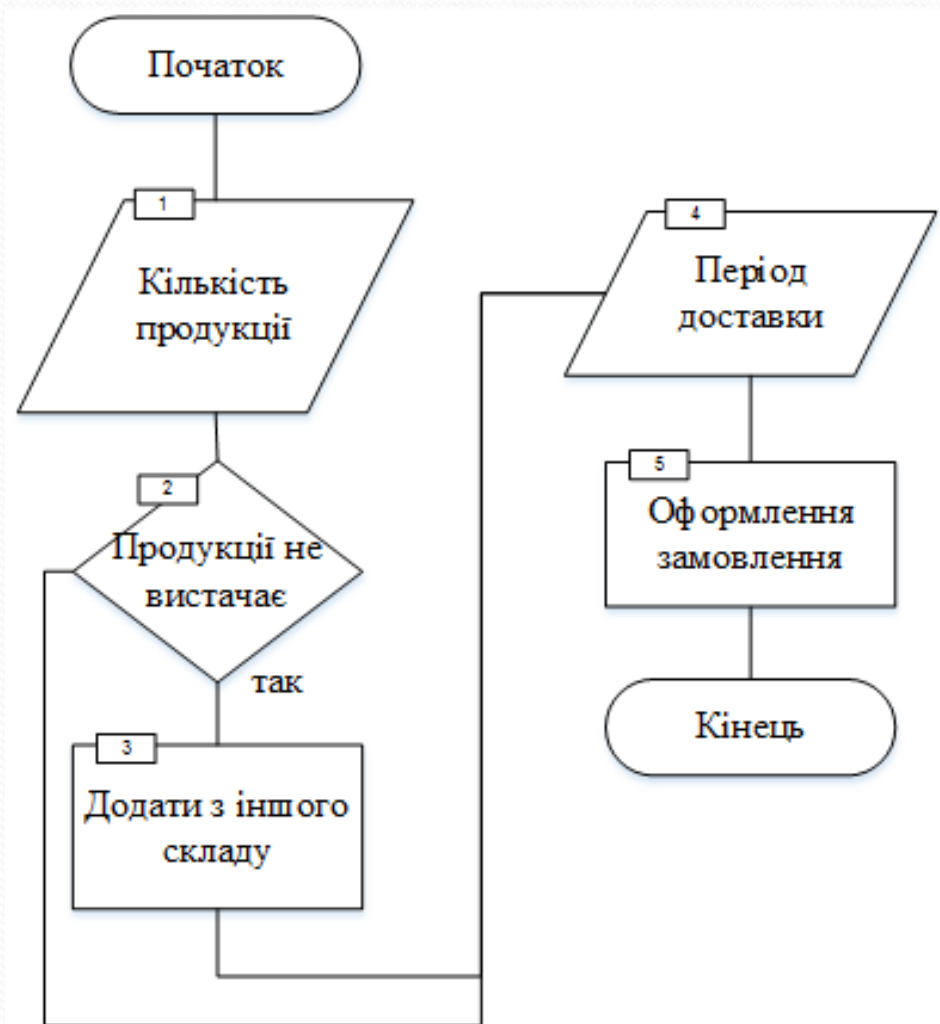 Початок
1
Кількість
продукції
2
Продукції не
вистачає
так
3
Додати з іншого
складу
4
Період
доставки
5
Оформлення
замовлення
Кінець